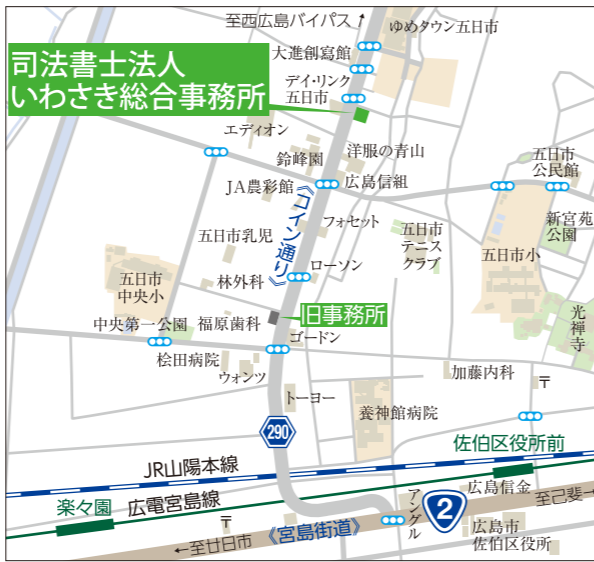 至西広島バイパス
ゆめタウン五日市
大進創寫館
司法書士法人
いわさき総合事務所
デイ・リンク
五日市
エディオン
鈴峰園
洋服の青山
五日市
公民館
JA農彩館
広島信組
新宮苑
公園
《コイン通り》
フォセット
五日市乳児
五日市
テニス
クラブ
五日市小
五日市
中央小
林外科
ローソン
光禅寺
旧事務所
中央第一公園
福原歯科
ゴードン
桧田病院
ウォンツ
加藤内科
〒
トーヨー
養神館病院
290
佐伯区役所前
JR山陽本線
広島信金
楽々園
広電宮島線
アングル
2
至己斐
〒
《宮島街道》
広島市
佐伯区役所
至廿日市